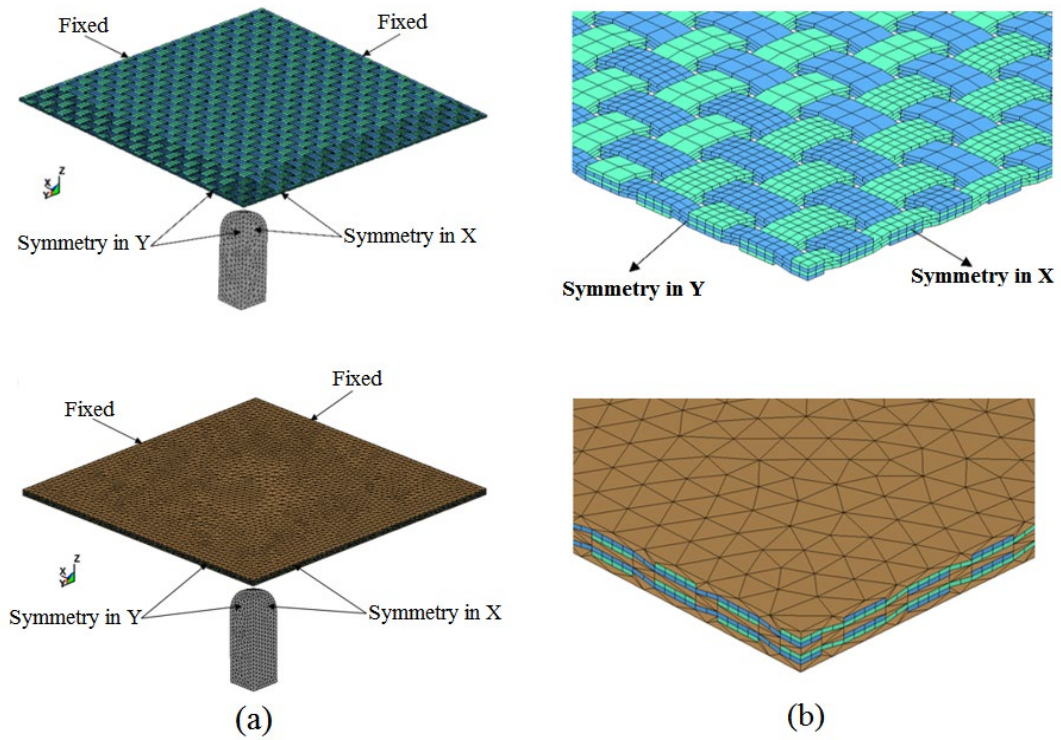 Fixed
Fixed
X
Z
Y
Symmetry in Y
Symmetry in X
Symmetry in Y
Symmetry in X
Fixed
Fixed
X
Z
Y
Symmetry in Y
Symmetry in X
(a)
(b)